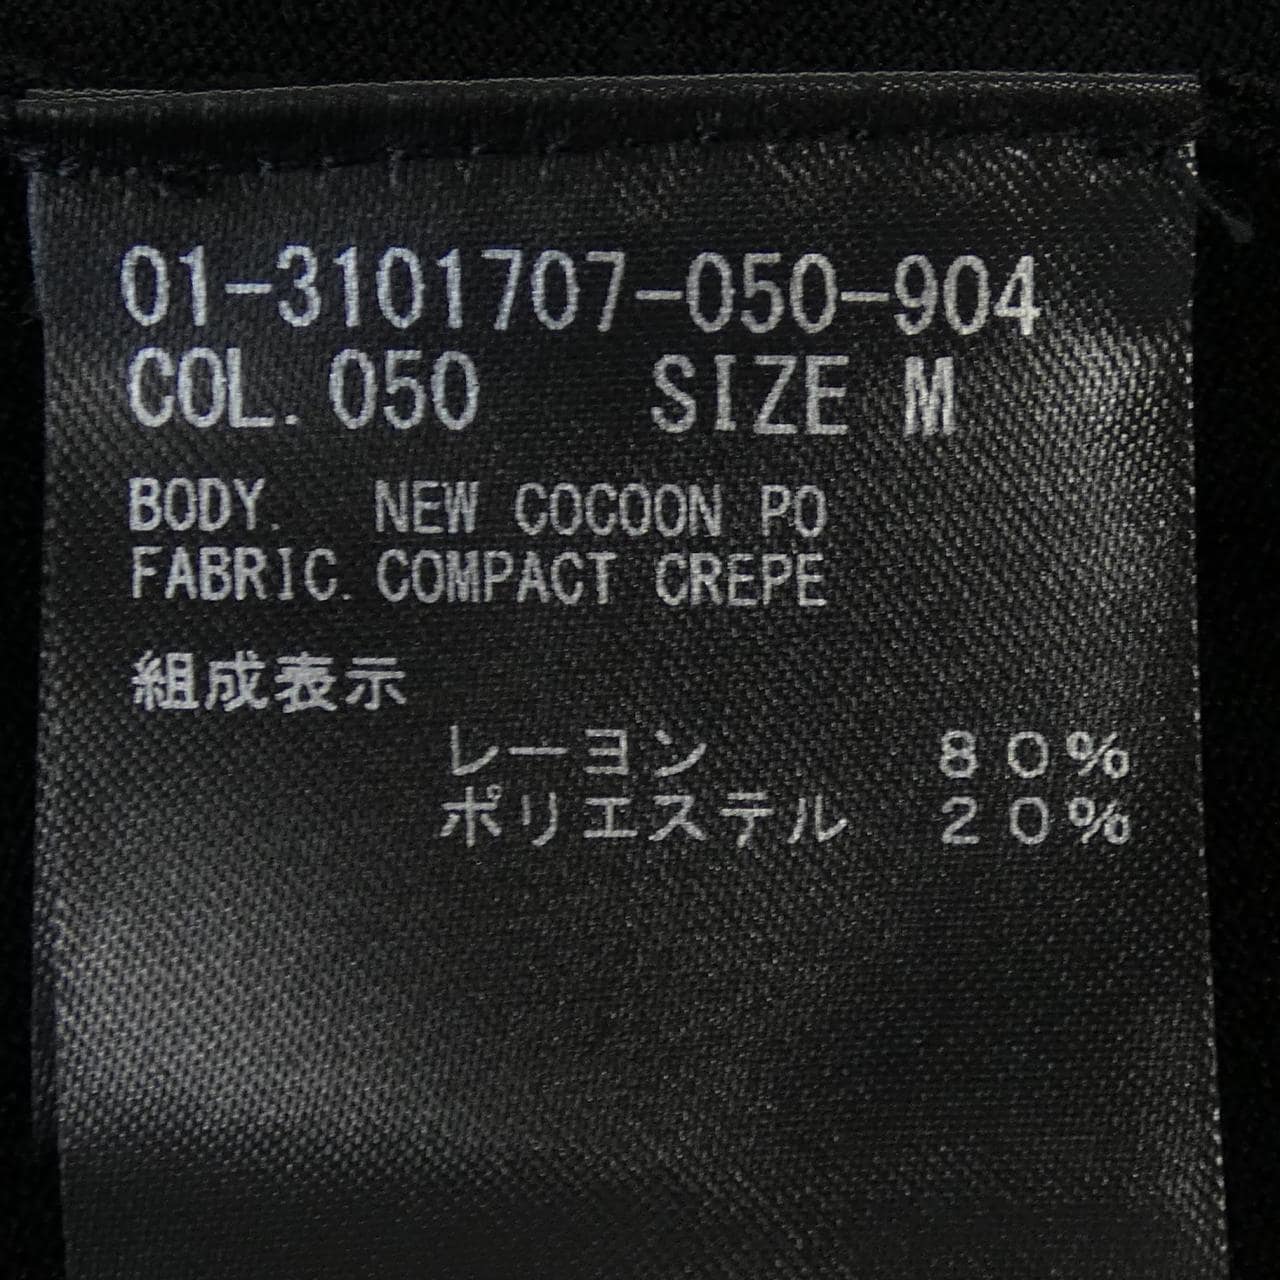 01-3101707-050-904
COL. 050 SIZE M
BODY. NEW COCOON PO
FABRIC. COMPACT CREPE
組成表示
レーヨン 80%
ポリエステル 20%